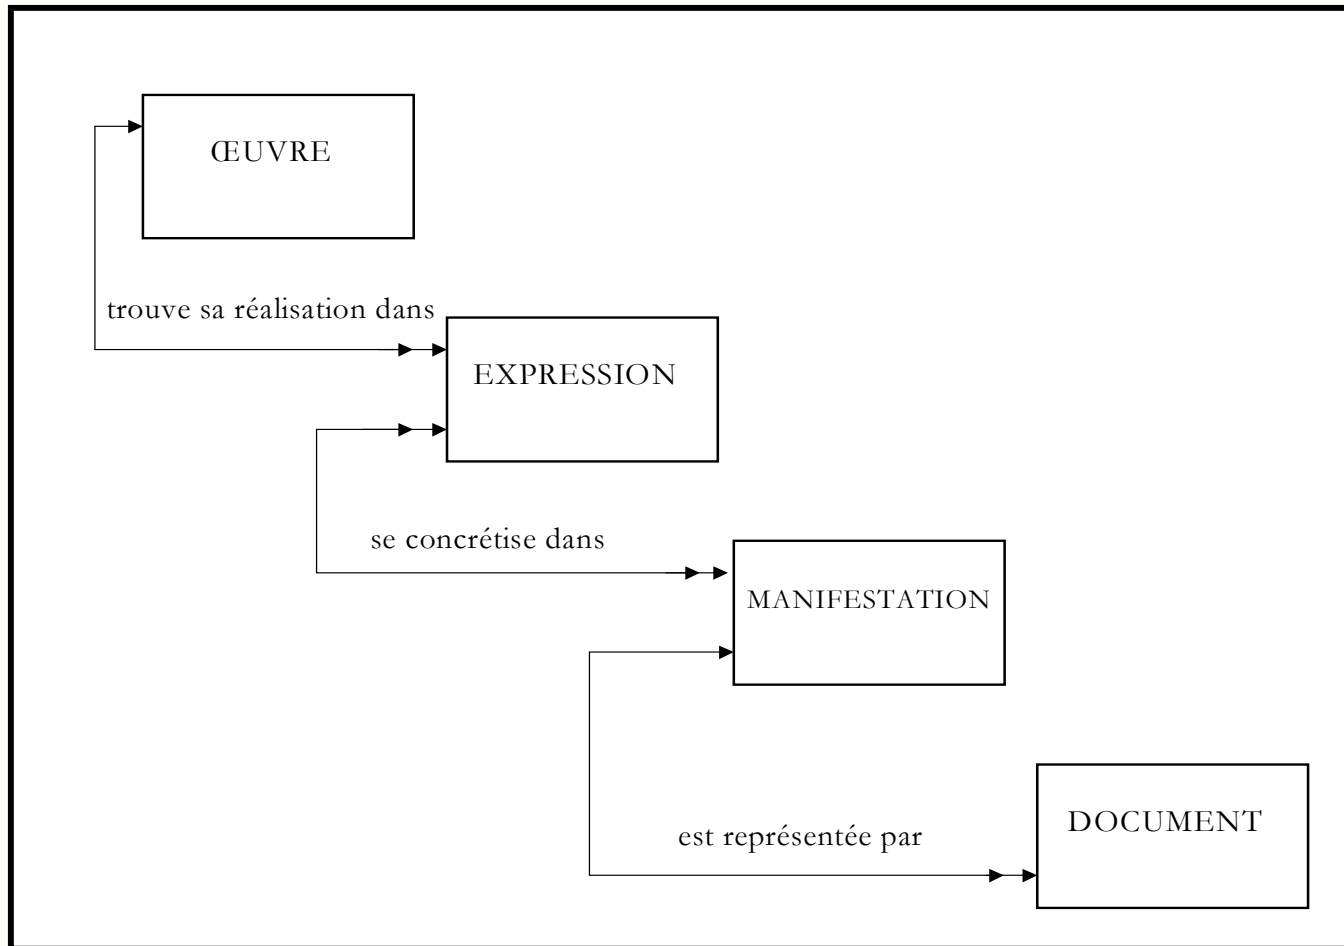 ŒUVRE
trouve sa réalisation dans
EXPRESSION
se concrétise dans
MANIFESTATION
est représentée par
DOCUMENT